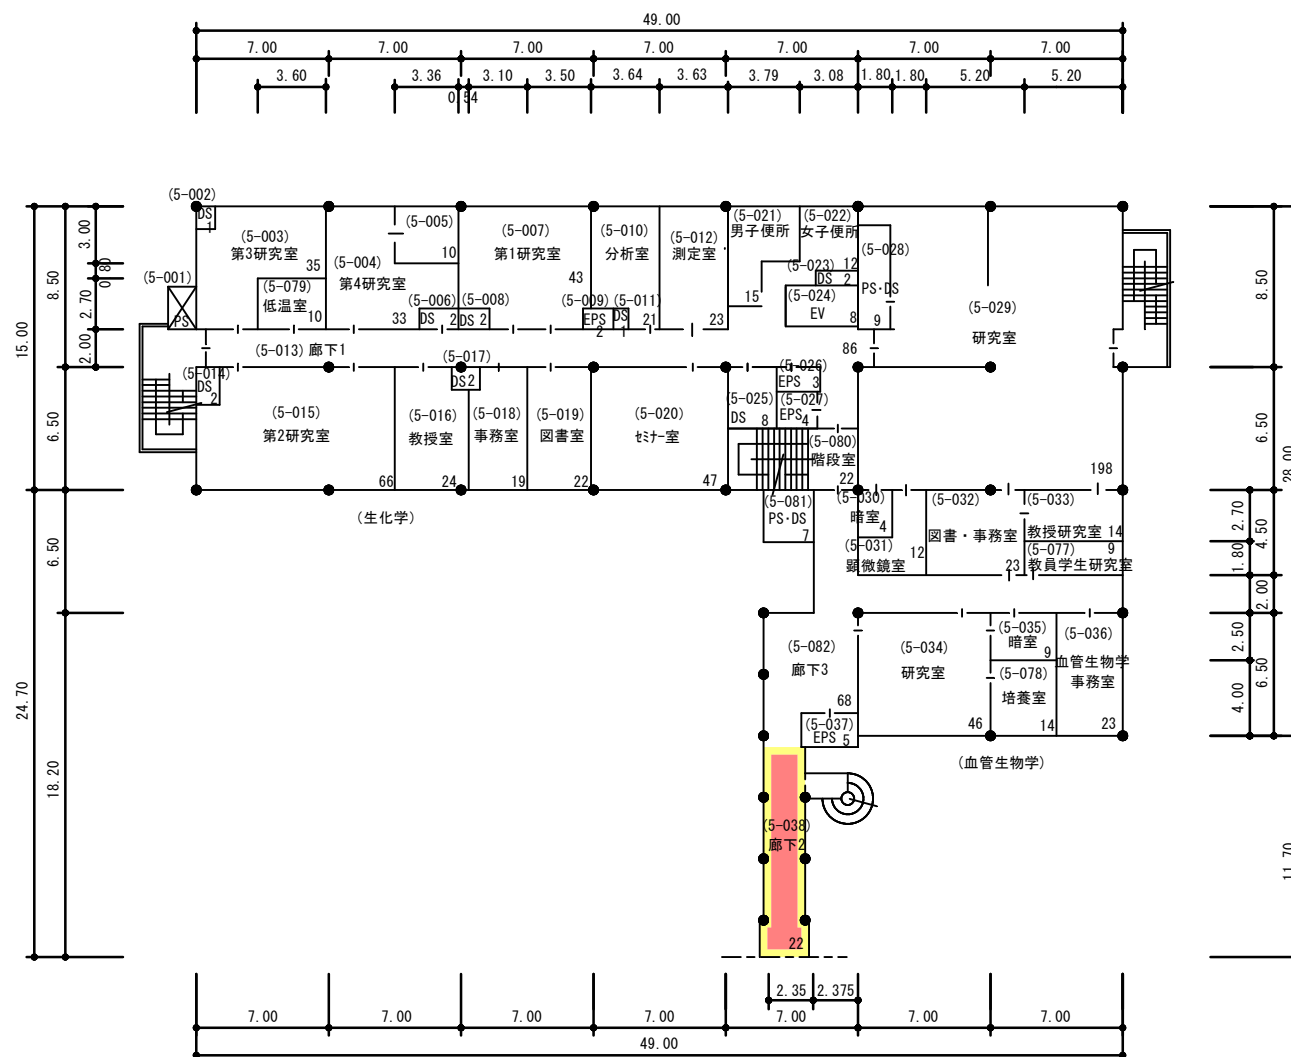 49.00
7.00 7.00 7.00 7.00 7.00 7.00 7.00
3.60 3.36 0.54 3.10 3.50 3.64 3.63 3.79 3.08 1.80 1.80 5.20 5.20
15.00
24.70
8.50
6.50
6.50
18.20
3.00
0.80
2.70
2.00
(5-001)
PS
(5-002)
DS
1
(5-003)
第3研究室
35
(5-079)
低温室
10
(5-004)
第4研究室
33
(5-005)
10
(5-006)
DS 2
(5-008)
DS 2
(5-007)
第1研究室
43
(5-009)
EPS
2
(5-010)
分析室
21
(5-011)
DS
1
(5-012)
測定室
23
(5-021)
男子便所
15
(5-022)
女子便所
12
(5-023)
DS 2
(5-024)
EV
8
(5-028)
PS・DS
9
(5-029)
研究室
198
(5-013) 廊下1
86
(5-014)
DS
2
(5-015)
第2研究室
66
(5-016)
教授室
24
(5-017)
DS 2
(5-018)
事務室
19
(5-019)
図書室
22
(5-020)
ｾﾐﾅｰ室
47
(5-025)
DS
8
(5-026)
EPS 3
(5-027)
EPS 4
(5-080)
階段室
22
(5-081)
PS・DS
7
(5-030)
暗室
4
(5-031)
顕微鏡室
12
(5-032)
図書・事務室
23
(5-033)
教授研究室 14
(5-077) 9
教員学生研究室
(生化学)
(5-082)
廊下3
68
(5-034)
研究室
46
(5-035)
暗室
9
(5-078)
培養室
14
(5-036)
血管生物学
事務室
23
(5-037)
EPS 5
(血管生物学)
(5-038)
廊下2
22
8.50
6.50
28.00
2.70
1.80
4.50
2.00
2.50
4.00
6.50
11.70
2.35 2.375
7.00 7.00 7.00 7.00 7.00 7.00 7.00
49.00